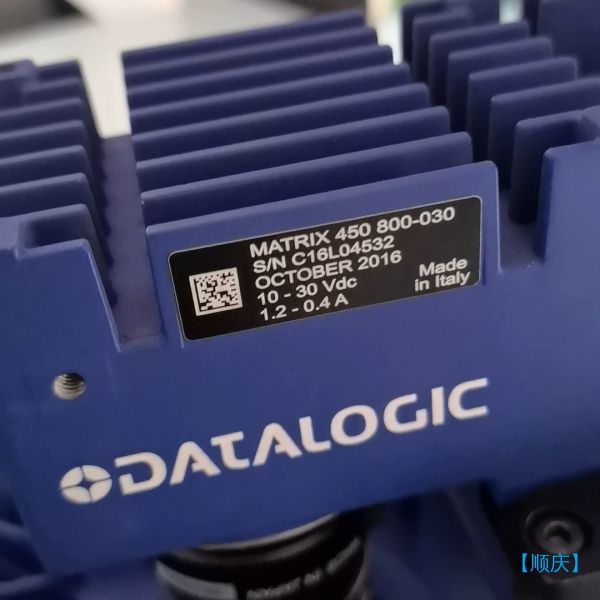 MATRIX 450 800-030
S/N C16L04532
OCTOBER 2016
10 - 30 Vdc
1.2 - 0.4 A
Made
in Italy
DATALOGIC
【顺庆】